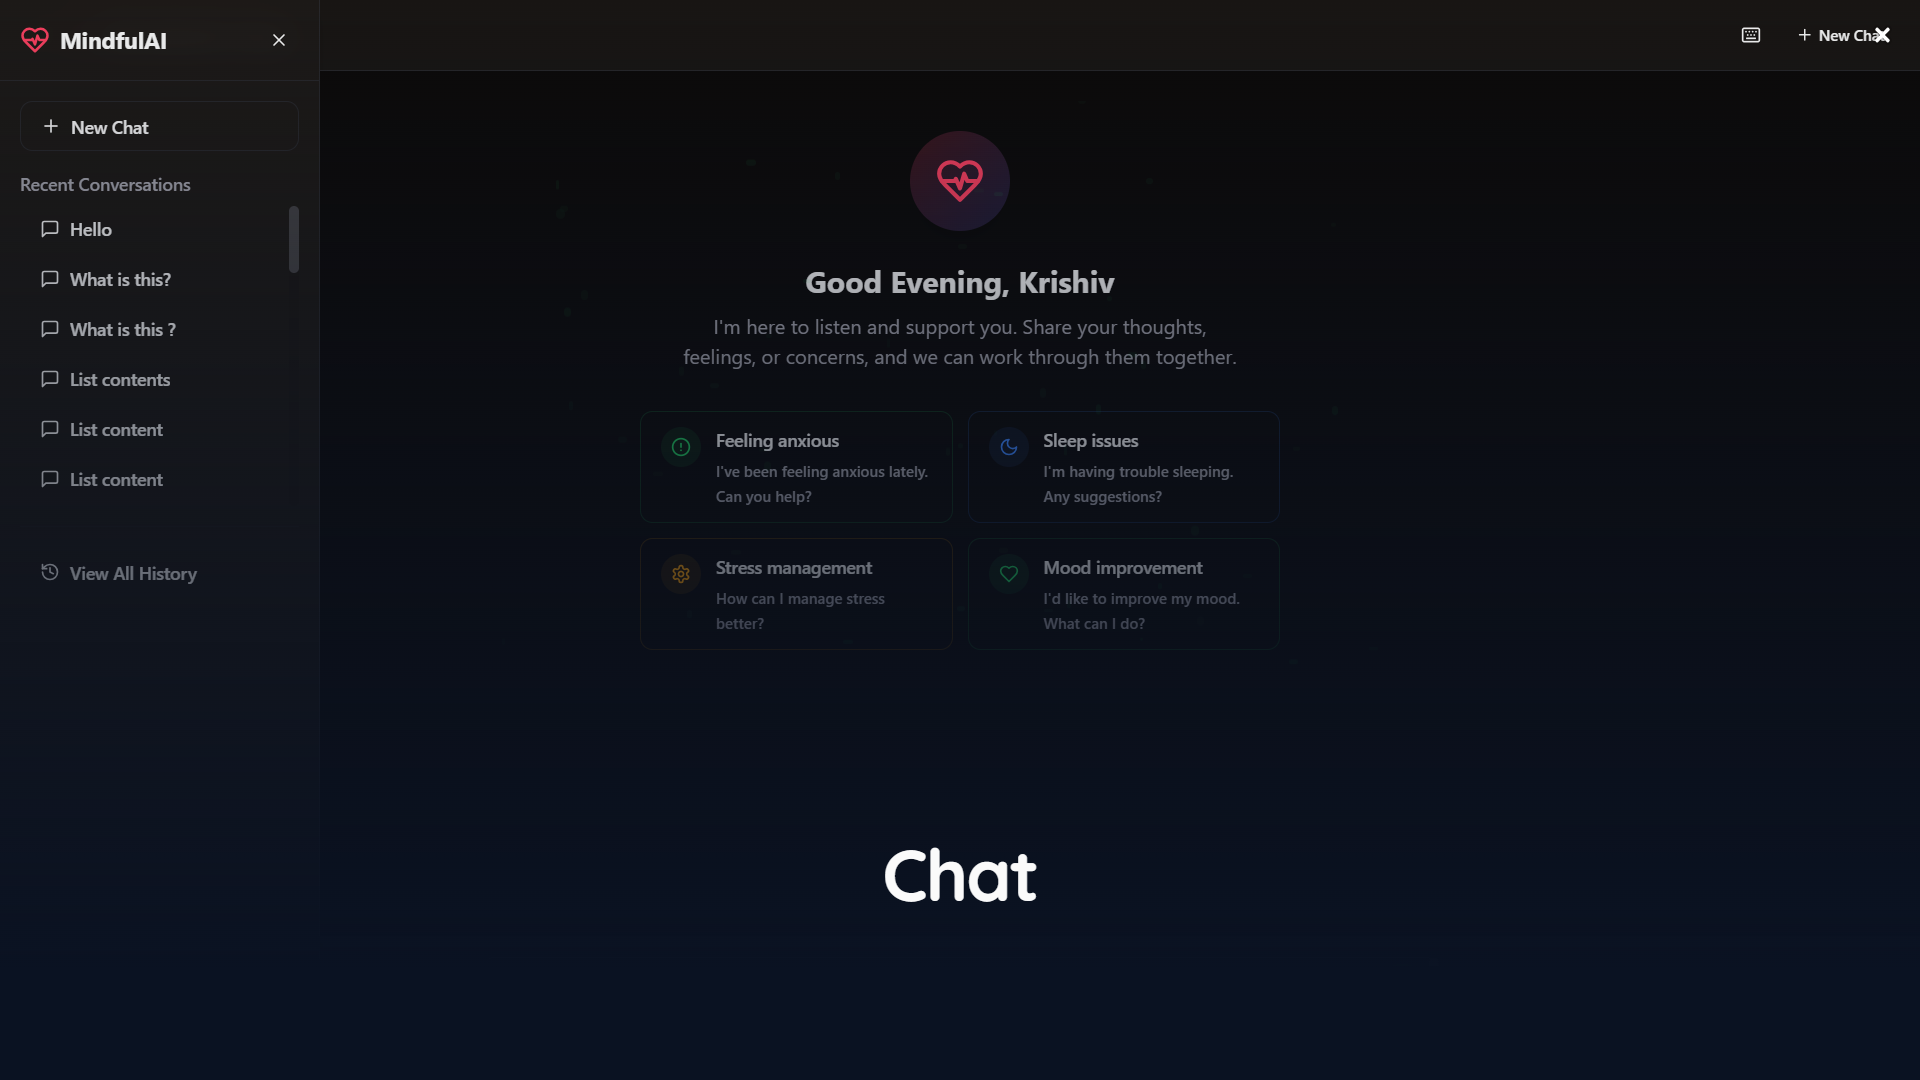 MindfulAI
New Chat
Recent Conversations
Hello
What is this?
What is this ?
List contents
List content
List content
View All History
New Chat
Good Evening, Krishiv
I'm here to listen and support you. Share your thoughts,
feelings, or concerns, and we can work through them together.
Feeling anxious
I've been feeling anxious lately.
Can you help?
Sleep issues
I'm having trouble sleeping.
Any suggestions?
Stress management
How can I manage stress
better?
Mood improvement
I'd like to improve my mood.
What can I do?
Chat